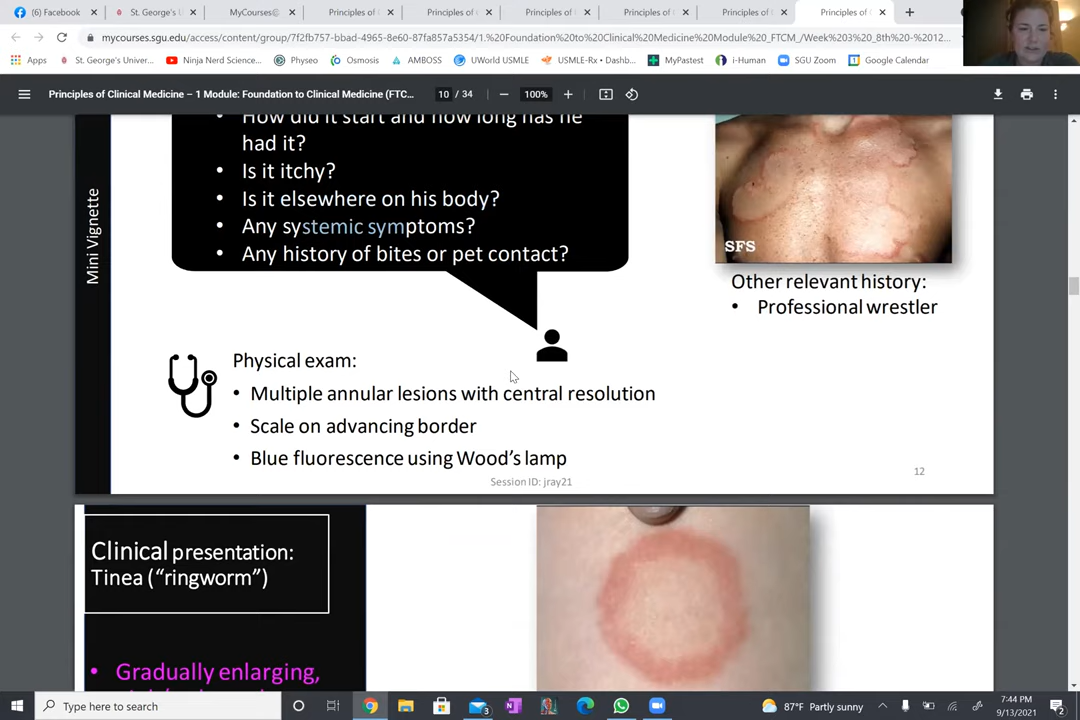 (6) Facebook
St. George's U
MyCourses@
Principles of
Principles of
Principles of
Principles of
Principles of
Principles of
mycourses.sgu.edu/access/content/group/7f2fb757-bbad-4965-8e60-87fa857a5354/1.%20Foundation%20to%20Clinical%20Medicine%20Module%20_FTCM_/Week%203%20_8th%20-%2012...
Apps
St. George's Univer...
Ninja Nerd Science...
Physeo
Osmosis
AMBOSS
UWorld USMLE
USMLE-Rx • Dashb...
MyPastest
i-Human
SGU Zoom
Google Calendar
Principles of Clinical Medicine – 1 Module: Foundation to Clinical Medicine (FTC...
10 / 34
100%
Mini Vignette
• How did it start and how long has he
had it?
• Is it itchy?
• Is it elsewhere on his body?
• Any systemic symptoms?
• Any history of bites or pet contact?
SFS
Other relevant history:
• Professional wrestler
Physical exam:
• Multiple annular lesions with central resolution
• Scale on advancing border
• Blue fluorescence using Wood's lamp
12
Session ID: jray21
Clinical presentation:
Tinea ("ringworm")
• Gradually enlarging,
Type here to search
3
87°F Partly sunny
7:44 PM
9/13/2021
2